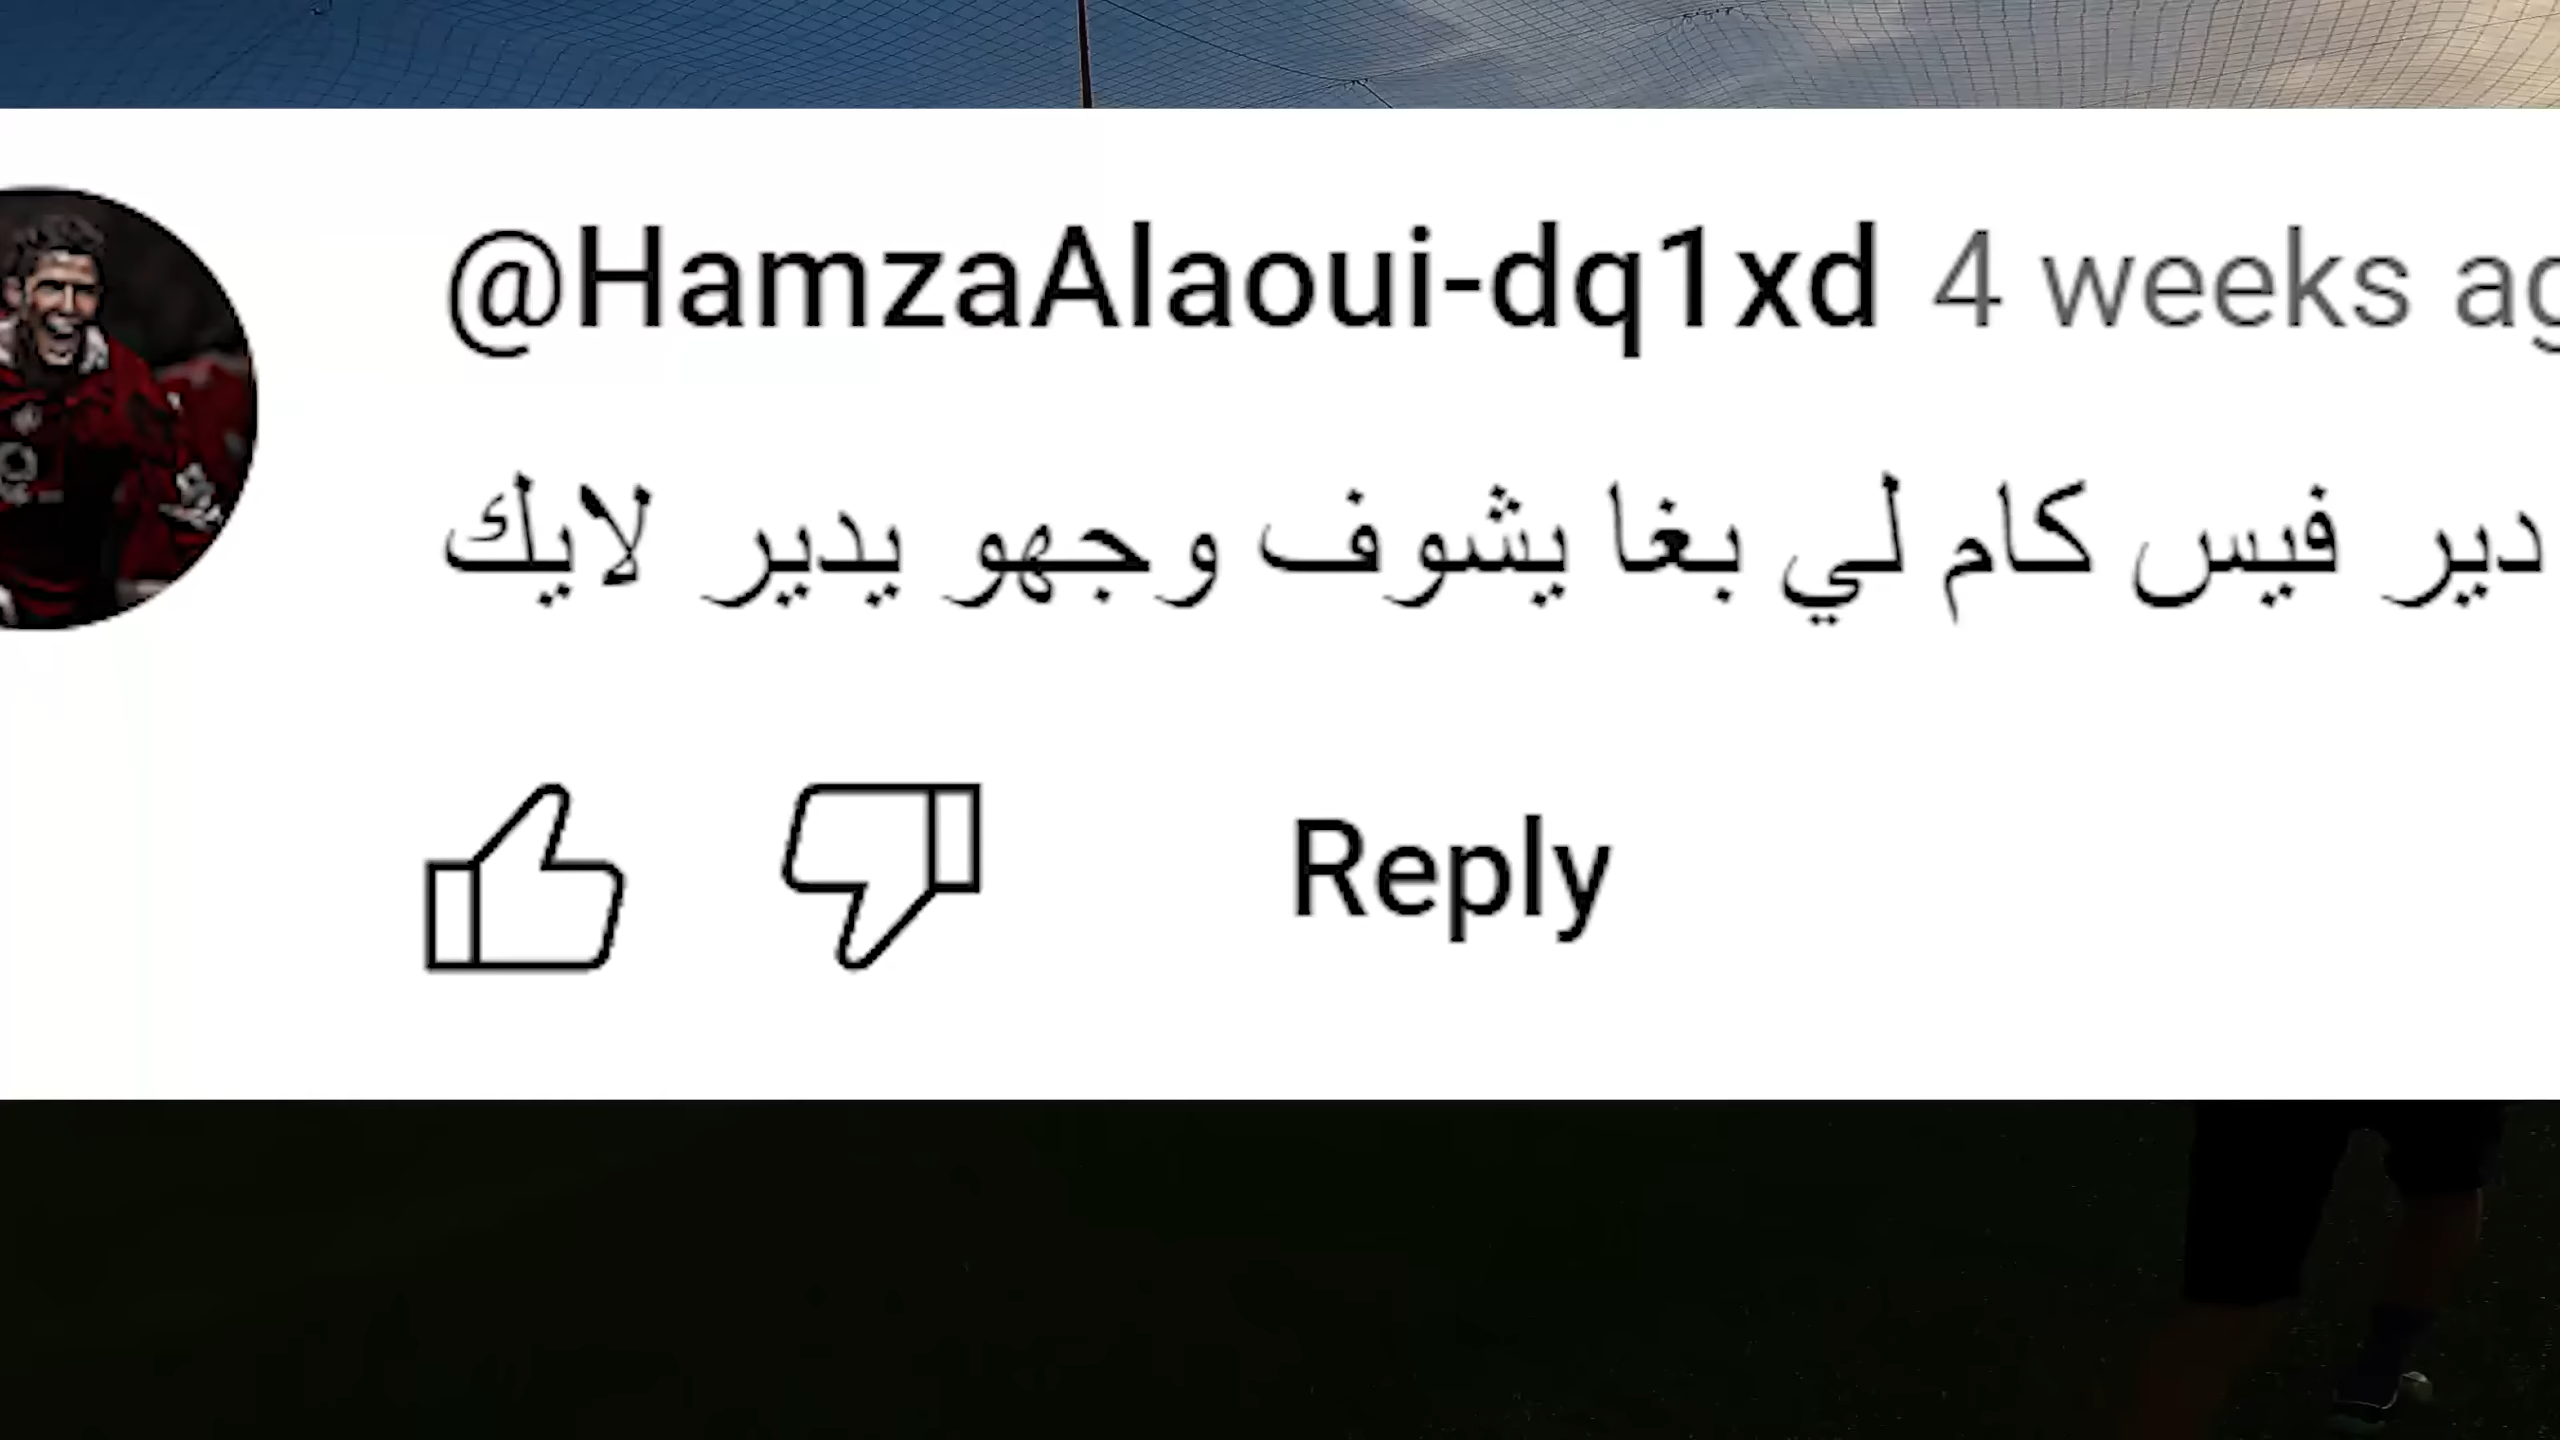 @HamzaAlaoui-dq1xd 4 weeks
دير فيس كام لي بغا يشوف وجهو يدير لايك
Reply